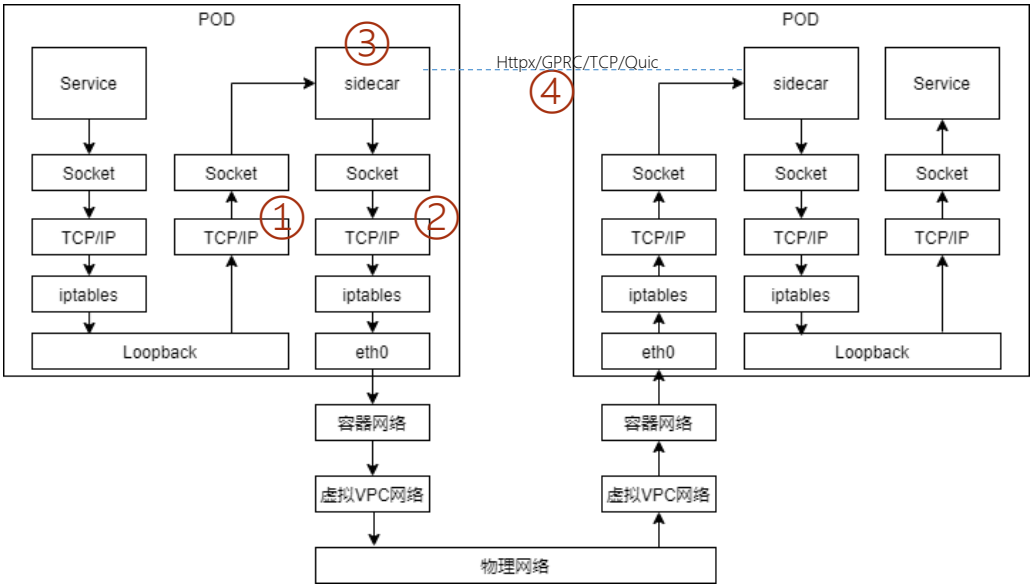 POD
POD
③
Service
sidecar
Httpx/GPRC/TCP/Quic
④
sidecar
Service
Socket
Socket
Socket
Socket
Socket
Socket
①
②
TCP/IP
TCP/IP
TCP/IP
TCP/IP
TCP/IP
TCP/IP
iptables
iptables
iptables
iptables
Loopback
eth0
eth0
Loopback
容器网络
容器网络
虚拟VPC网络
虚拟VPC网络
物理网络